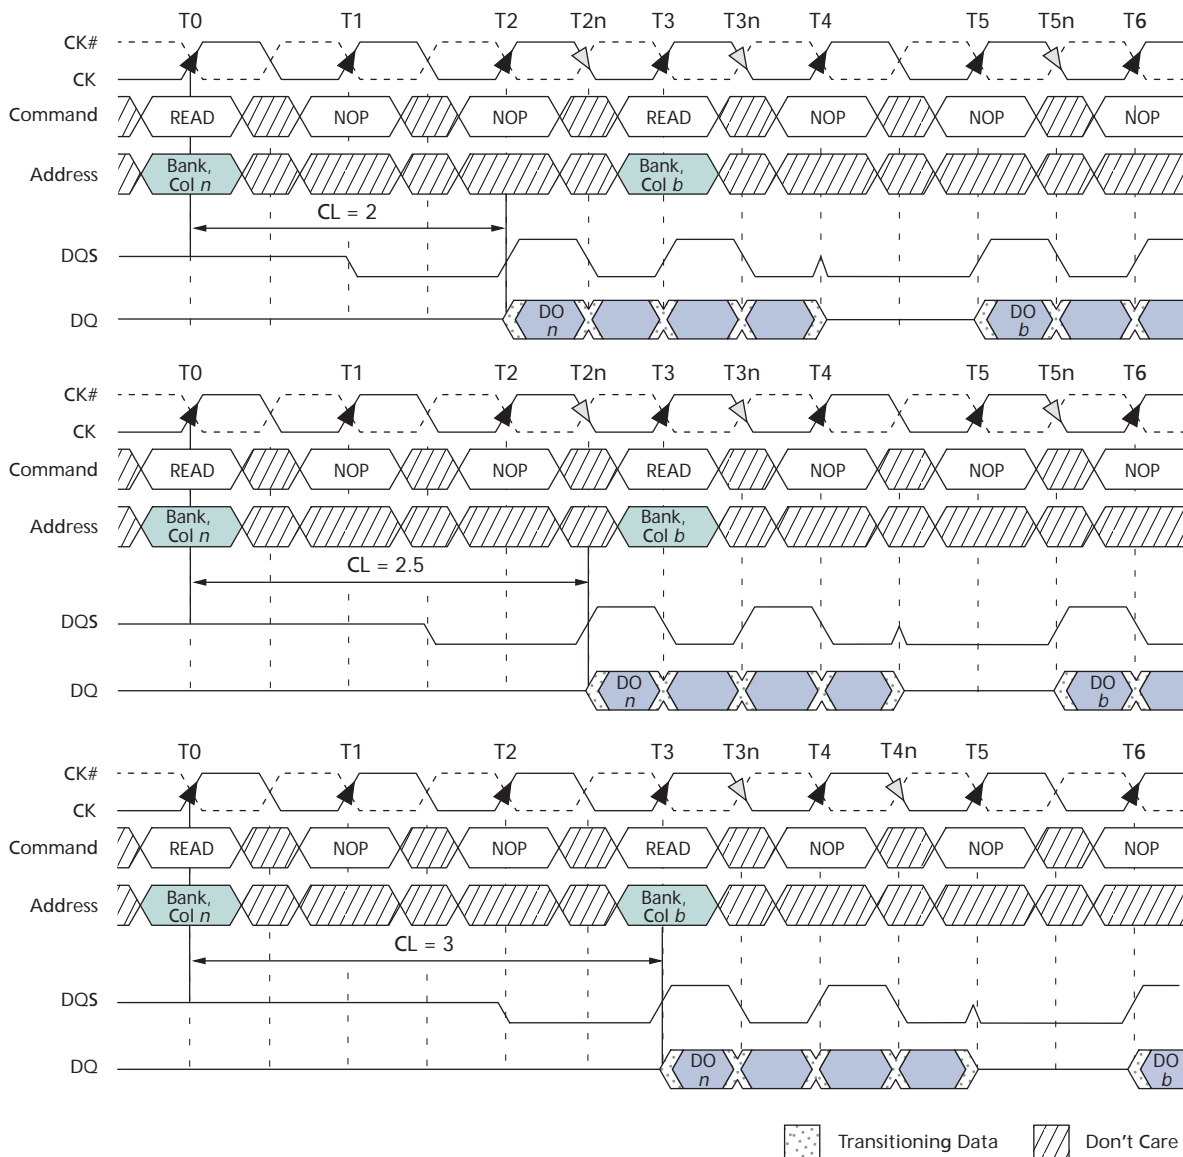 T0 T1 T2 T2n T3 T3n T4 T5 T5n T6
CK#
CK
Command READ NOP NOP READ NOP NOP NOP
Address Bank, Col n Bank, Col b
CL = 2
DQS
DQ DO n DO b
T0 T1 T2 T2n T3 T3n T4 T5 T5n T6
CK#
CK
Command READ NOP NOP READ NOP NOP NOP
Address Bank, Col n Bank, Col b
CL = 2.5
DQS
DQ DO n DO b
T0 T1 T2 T3 T3n T4 T4n T5 T6
CK#
CK
Command READ NOP NOP READ NOP NOP NOP
Address Bank, Col n Bank, Col b
CL = 3
DQS
DQ DO n DO b
Transitioning Data Don't Care